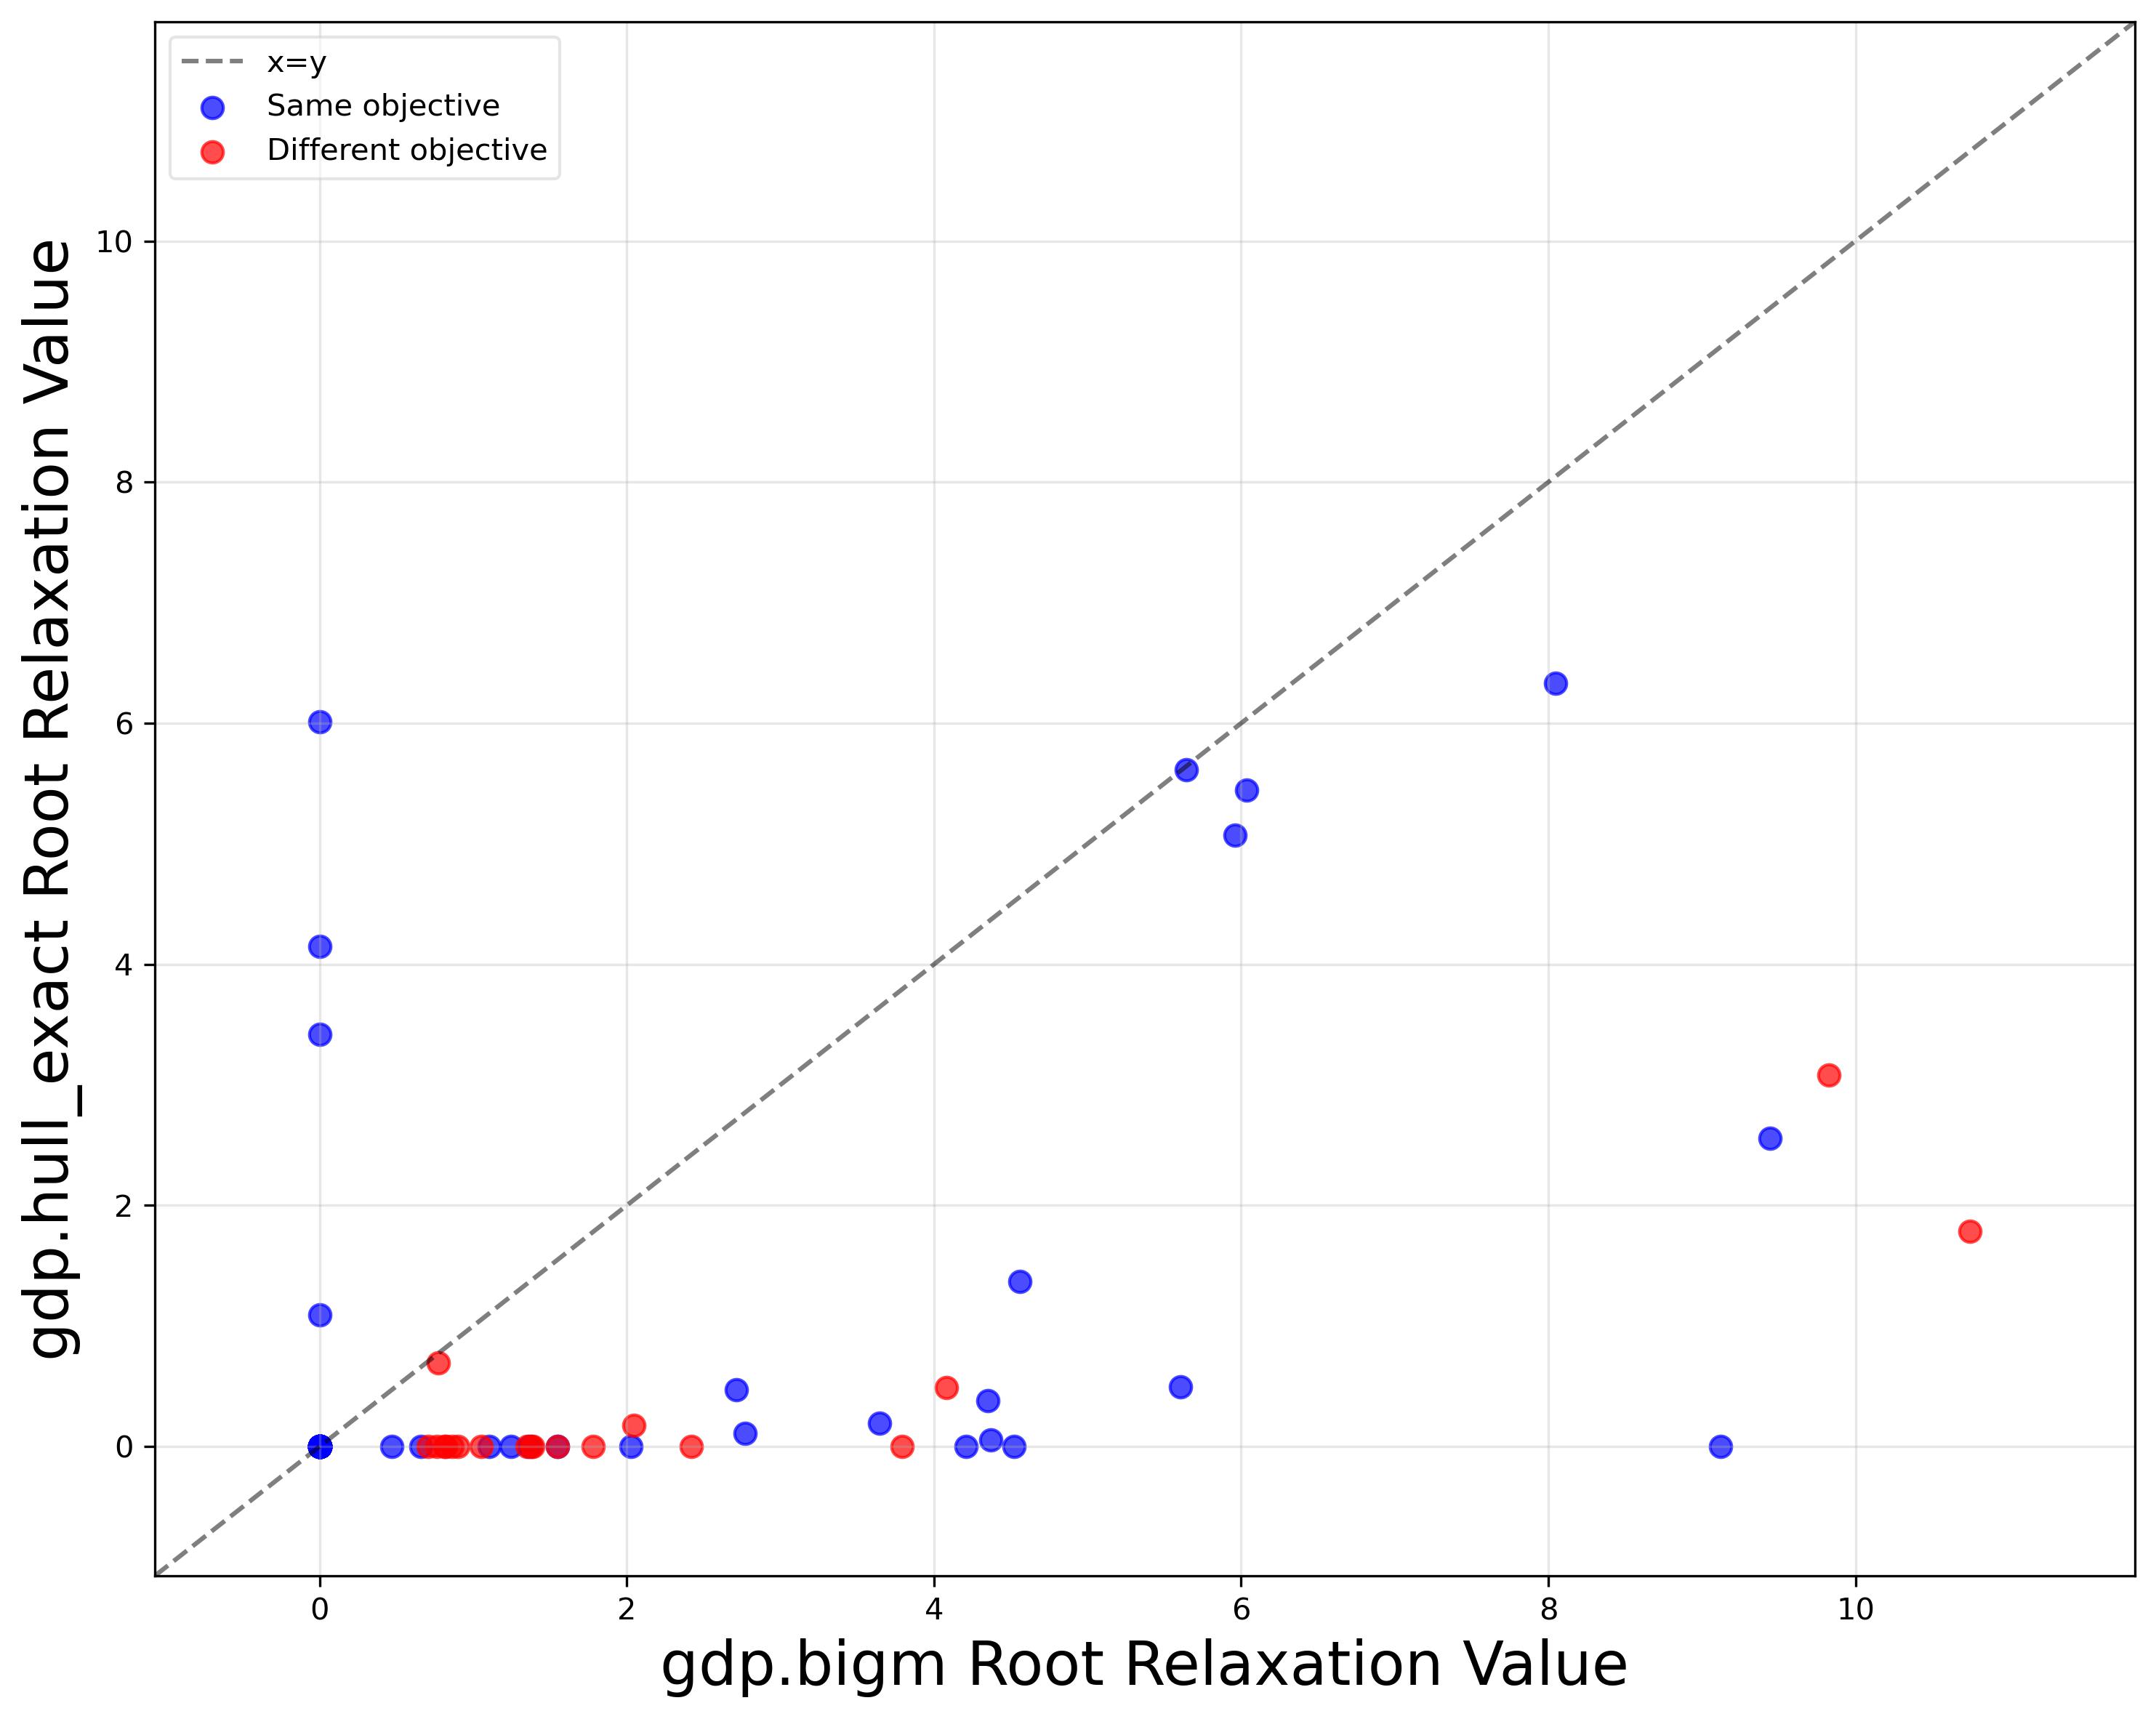 x=y
Same objective
Different objective
gdp.hull_exact Root Relaxation Value
10
8
6
4
2
0
0
2
4
6
8
10
gdp.bigm Root Relaxation Value